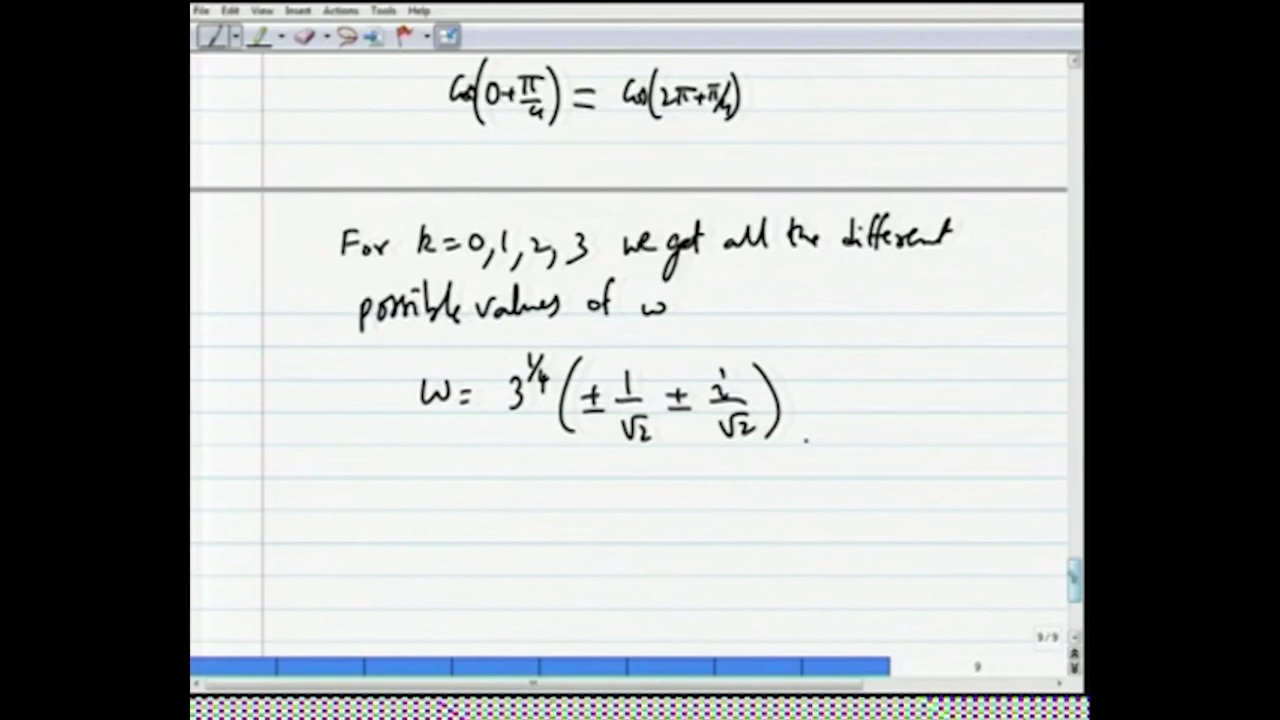 File Edit View Insert Actions Tools Help
Cos(0+π/4) = Cos(2π+π/4)
For k=0,1,2,3 we get all the different
possible values of w
w = 3^{1/4} (± 1/√2 ± i/√2).
9/9
9